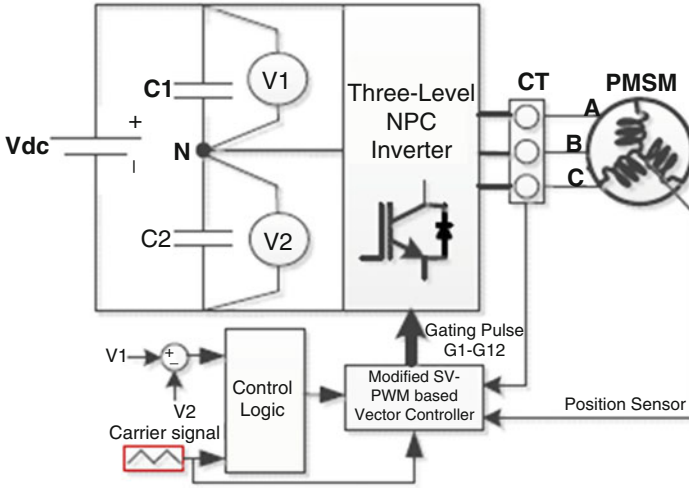 C1
V1
Three-Level
NPC
Inverter
CT
PMSM
A
B
C
Vdc
+
N
C2
V2
Gating Pulse
G1-G12
V1
+
−
V2
Carrier signal
Control
Logic
Modified SV-
PWM based
Vector Controller
Position Sensor